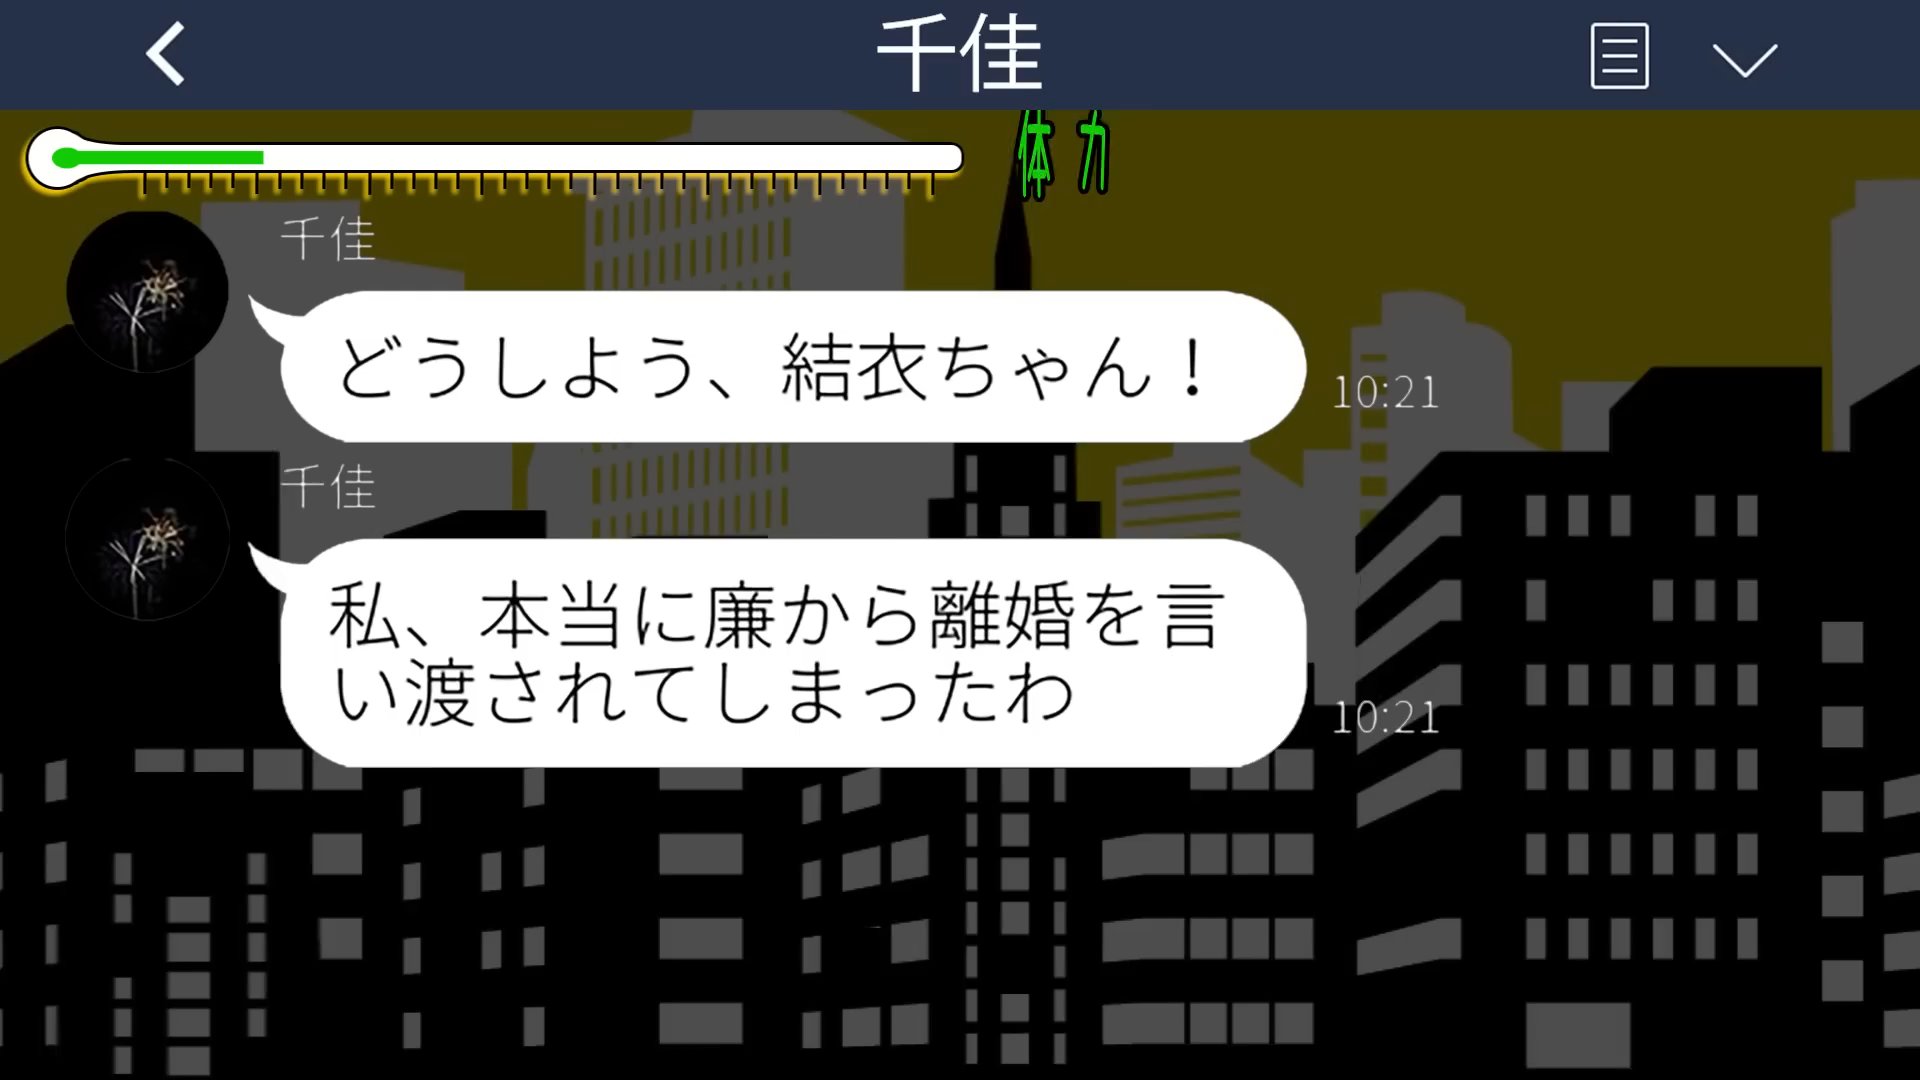 千佳
体力
千佳
どうしよう、結衣ちゃん！
10:21
千佳
私、本当に廉から離婚を言
い渡されてしまったわ
10:21